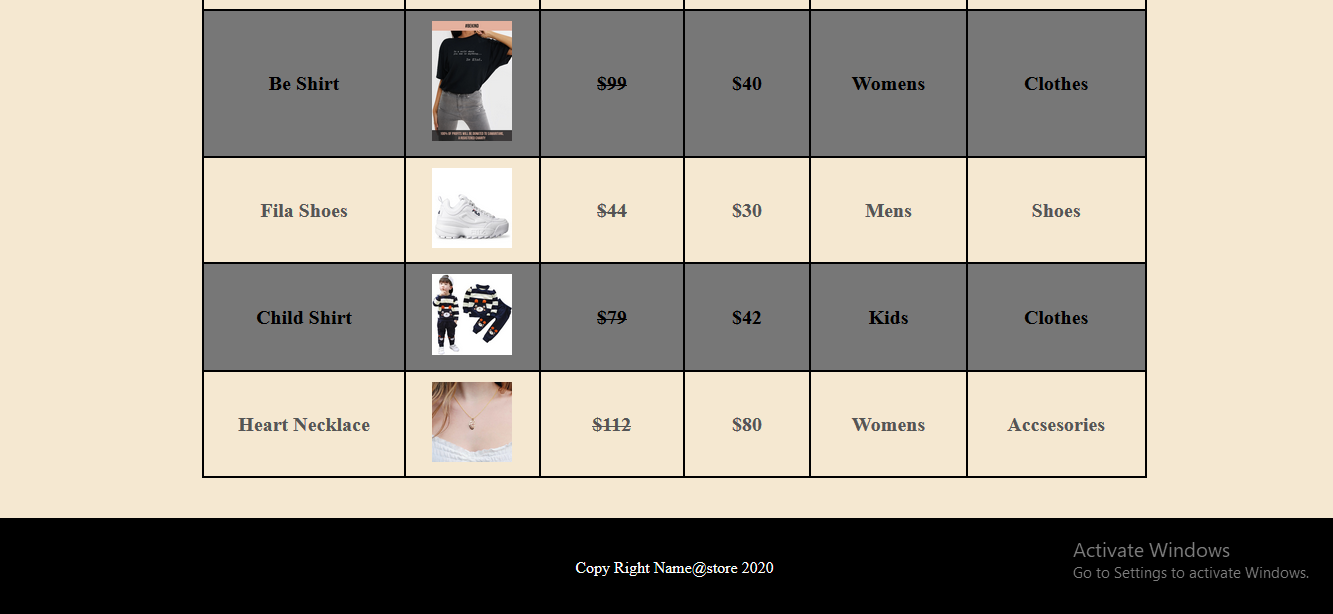 Be Shirt $99 $40 Womens Clothes
Fila Shoes $44 $30 Mens Shoes
FILA
Child Shirt $79 $42 Kids Clothes
Heart Necklace $112 $80 Womens Accsesories
Copy Right Name@store 2020
Activate Windows
Go to Settings to activate Windows.